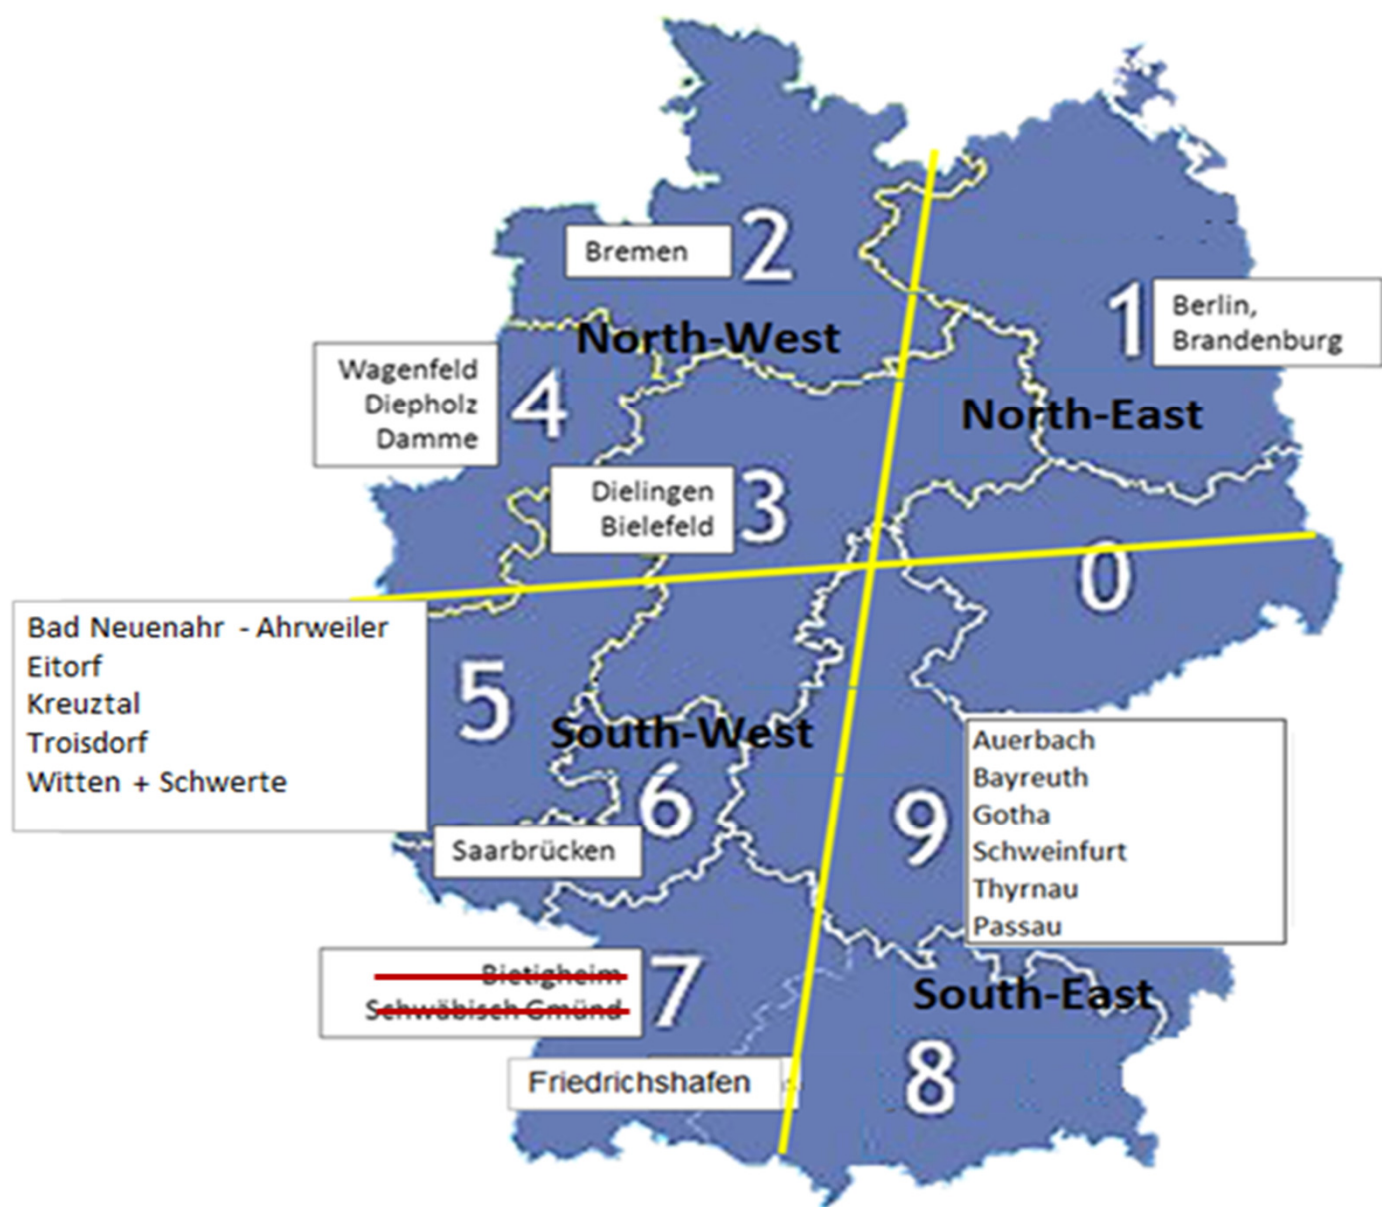 2
Bremen
North-West
1
Berlin,
Brandenburg
Wagenfeld
Diepholz
Damme
4
North-East
Dielingen
Bielefeld
3
0
Bad Neuenahr - Ahrweiler
Eitorf
Kreuztal
Troisdorf
Witten + Schwerte
5
South-West
6
Saarbrücken
9
Auerbach
Bayreuth
Gotha
Schweinfurt
Thyrnau
Passau
Bietigheim
Schwäbisch Gmünd
7
South-East
Friedrichshafen
8